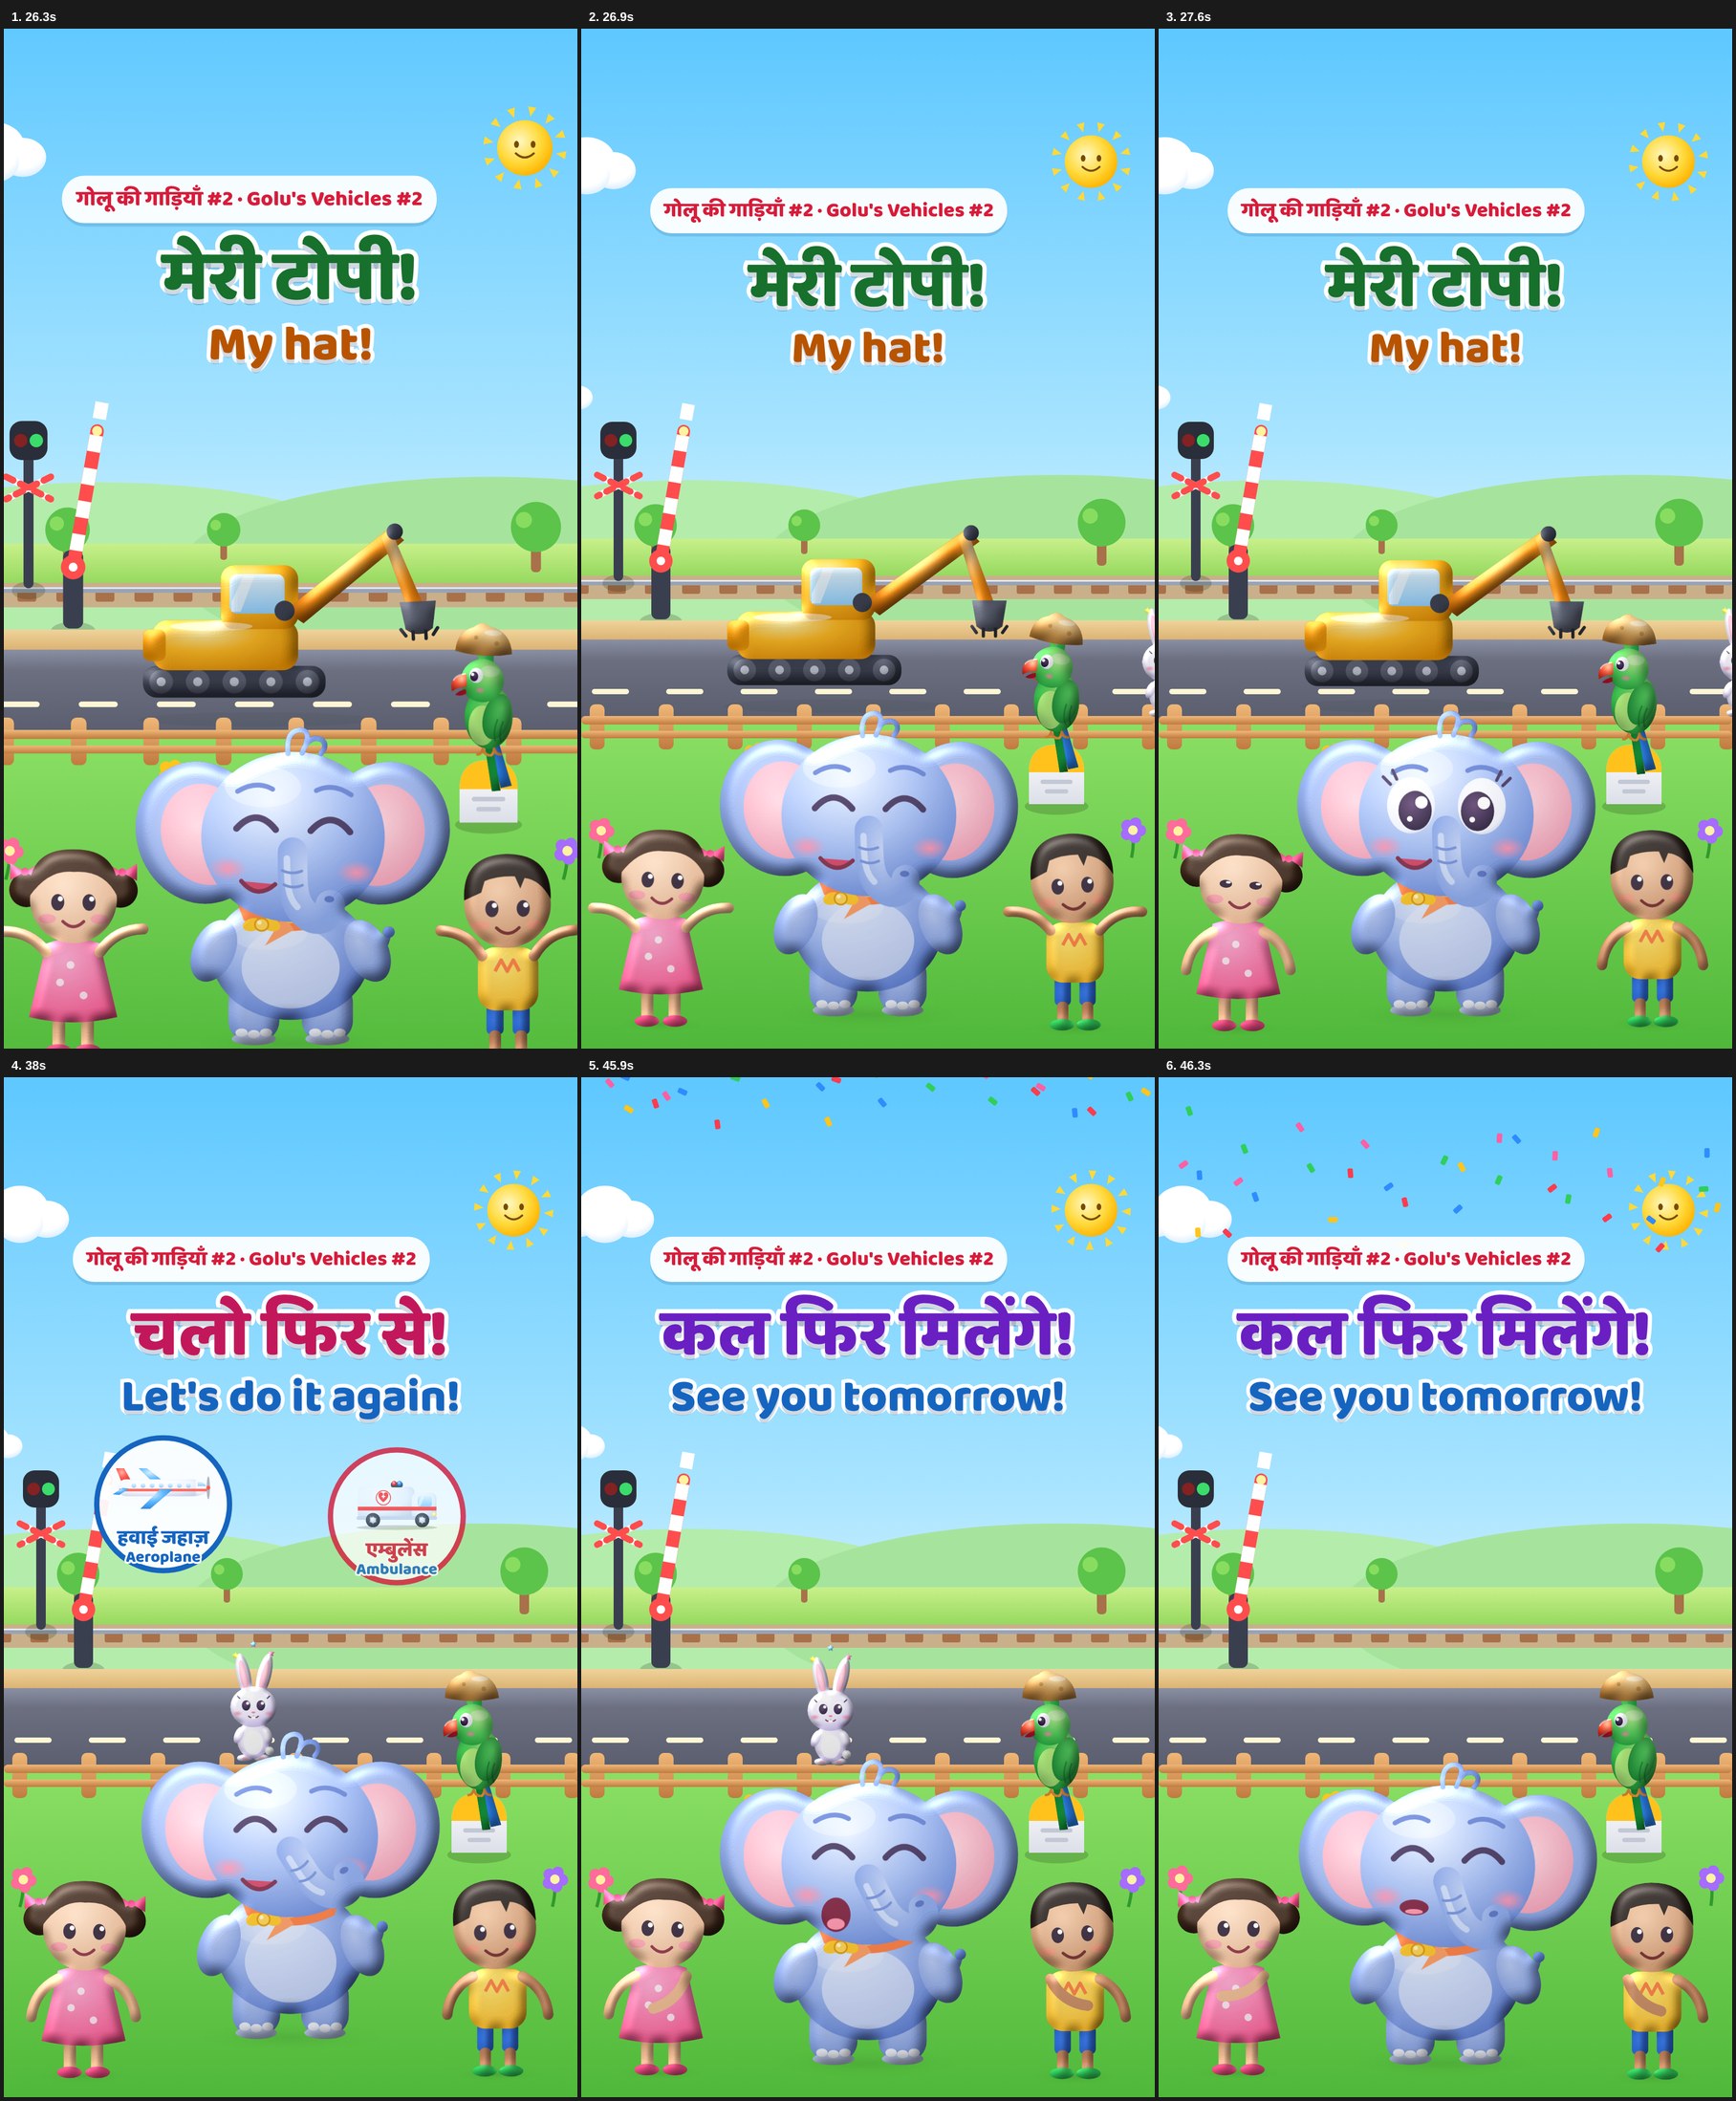 1. 26.3s
गोलू की गाड़ियाँ #2 · Golu's Vehicles #2
मेरी टोपी!
My hat!
2. 26.9s
गोलू की गाड़ियाँ #2 · Golu's Vehicles #2
मेरी टोपी!
My hat!
3. 27.6s
गोलू की गाड़ियाँ #2 · Golu's Vehicles #2
मेरी टोपी!
My hat!
4. 38s
गोलू की गाड़ियाँ #2 · Golu's Vehicles #2
चलो फिर से!
Let's do it again!
हवाई जहाज़
Aeroplane
एम्बुलेंस
Ambulance
5. 45.9s
गोलू की गाड़ियाँ #2 · Golu's Vehicles #2
कल फिर मिलेंगे!
See you tomorrow!
6. 46.3s
गोलू की गाड़ियाँ #2 · Golu's Vehicles #2
कल फिर मिलेंगे!
See you tomorrow!